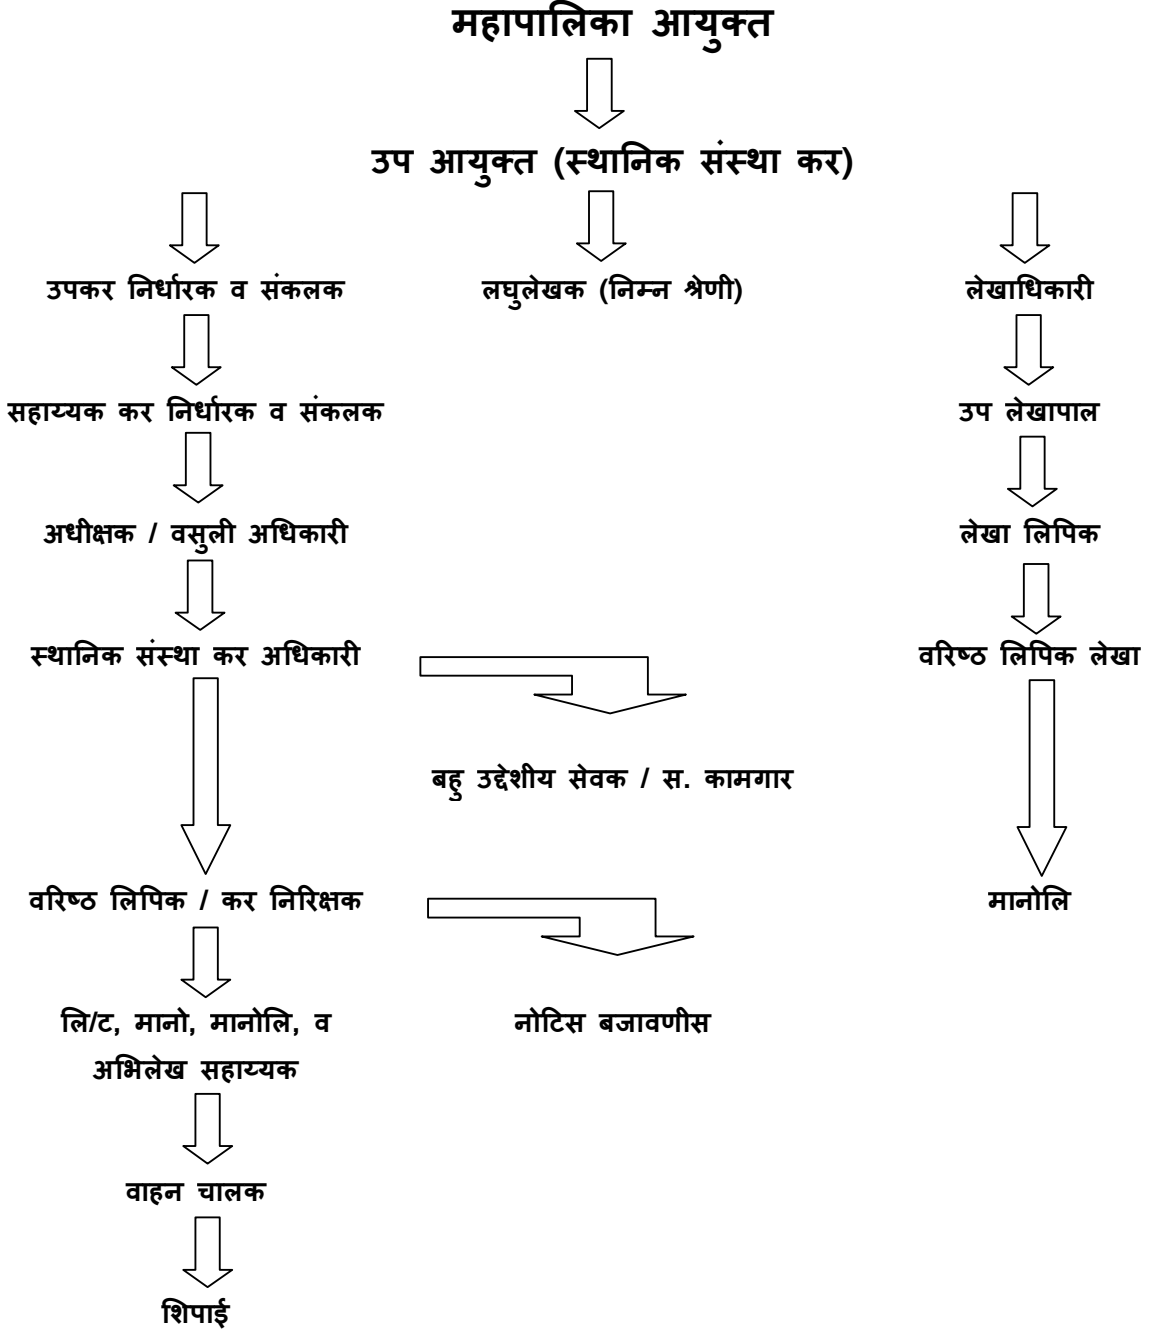 महापालिका आयुक्त
उप आयुक्त (स्थानिक संस्था कर)
उपकर निर्धारक व संकलक
लघुलेखक (निम्न श्रेणी)
लेखाधिकारी
सहाय्यक कर निर्धारक व संकलक
उप लेखापाल
अधीक्षक / वसुली अधिकारी
लेखा लिपिक
स्थानिक संस्था कर अधिकारी
वरिष्ठ लिपिक लेखा
बहु उद्देशीय सेवक / स. कामगार
वरिष्ठ लिपिक / कर निरिक्षक
मानोलि
लि/ट, मानो, मानोलि, व
नोटिस बजावणीस
अभिलेख सहाय्यक
वाहन चालक
शिपाई